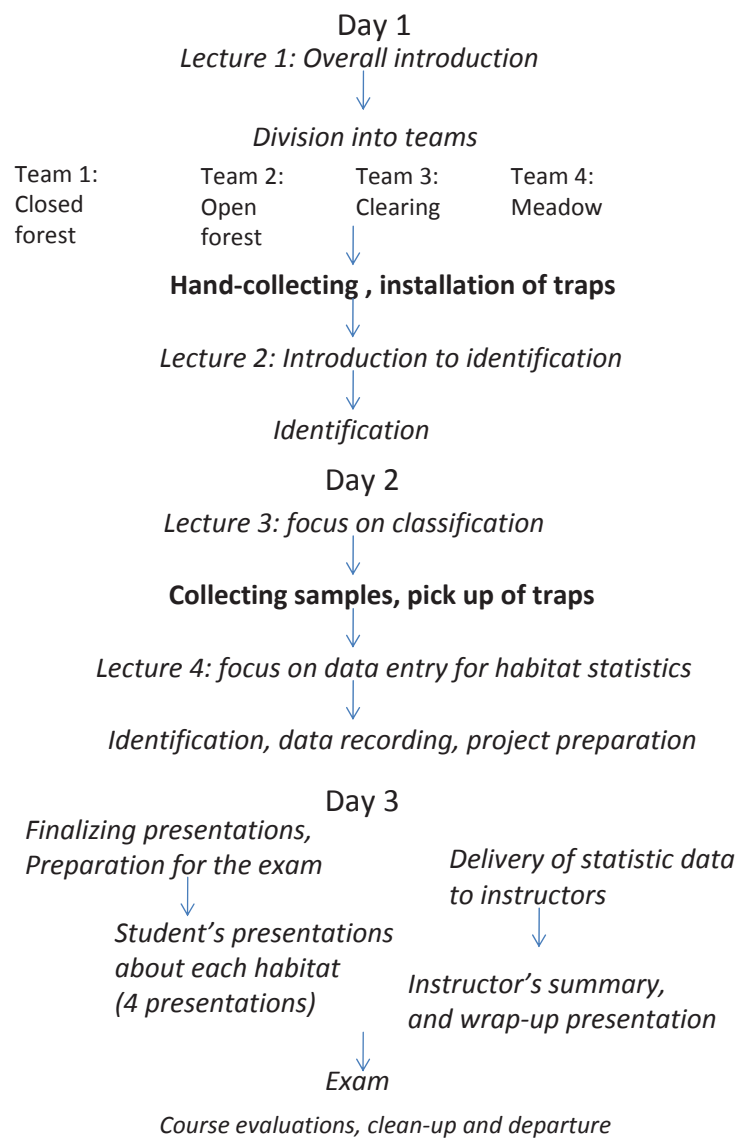 Day 1
Lecture 1: Overall introduction
Division into teams
Team 1:
Closed
forest
Team 2:
Open
forest
Team 3:
Clearing
Team 4:
Meadow
Hand-collecting , installation of traps
Lecture 2: Introduction to identification
Identification
Day 2
Lecture 3: focus on classification
Collecting samples, pick up of traps
Lecture 4: focus on data entry for habitat statistics
Identification, data recording, project preparation
Day 3
Finalizing presentations,
Preparation for the exam
Student’s presentations
about each habitat
(4 presentations)
Delivery of statistic data
to instructors
Instructor’s summary,
and wrap-up presentation
Exam
Course evaluations, clean-up and departure